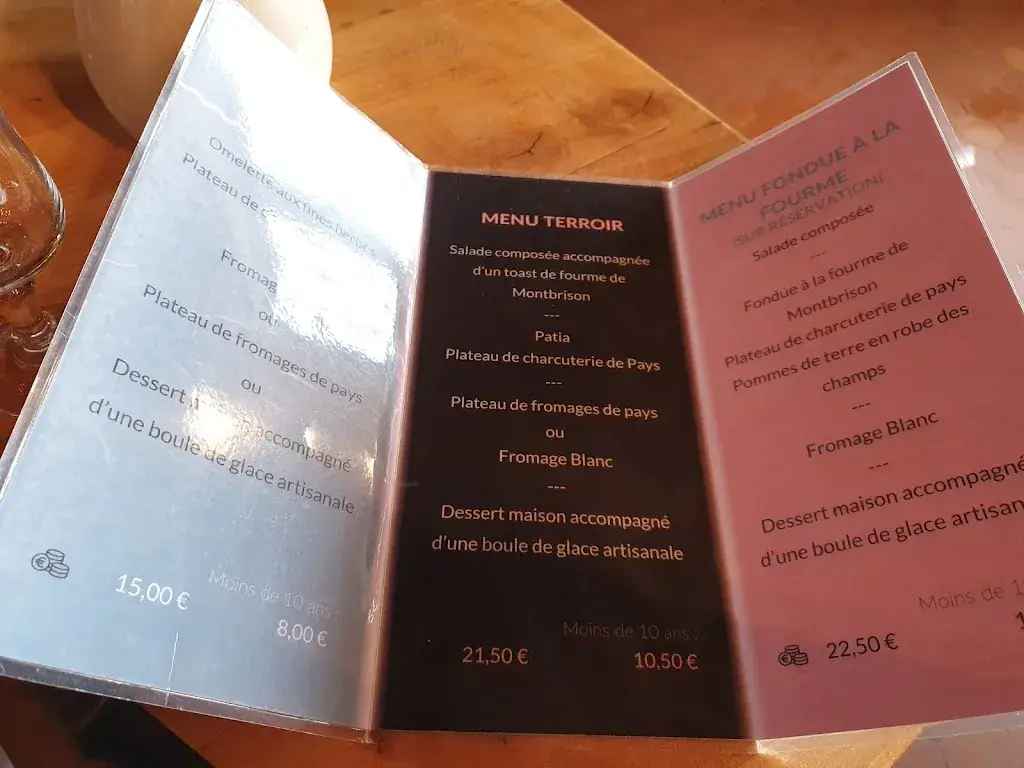 Omelette aux fines herbes
Plateau de
Fromage
ou
Plateau de fromages de pays
ou
Dessert accompagné
d'une boule de glace artisanale
15,00 €
Moins de 10 ans :
8,00 €
MENU TERROIR
Salade composée accompagnée
d'un toast de fourme de
Montbrison
---
Patia
Plateau de charcuterie de Pays
---
Plateau de fromages de pays
ou
Fromage Blanc
---
Dessert maison accompagné
d'une boule de glace artisanale
Moins de 10 ans :
21,50 €
10,50 €
MENU FONDUE À LA
FOURME
(SUR RÉSERVATION)
Salade composée
---
Fondue à la fourme de
Montbrison
Plateau de charcuterie de pays
Pommes de terre en robe des
champs
---
Fromage Blanc
---
Dessert maison accompagné
d'une boule de glace artisan
Moins de 1
22,50 €